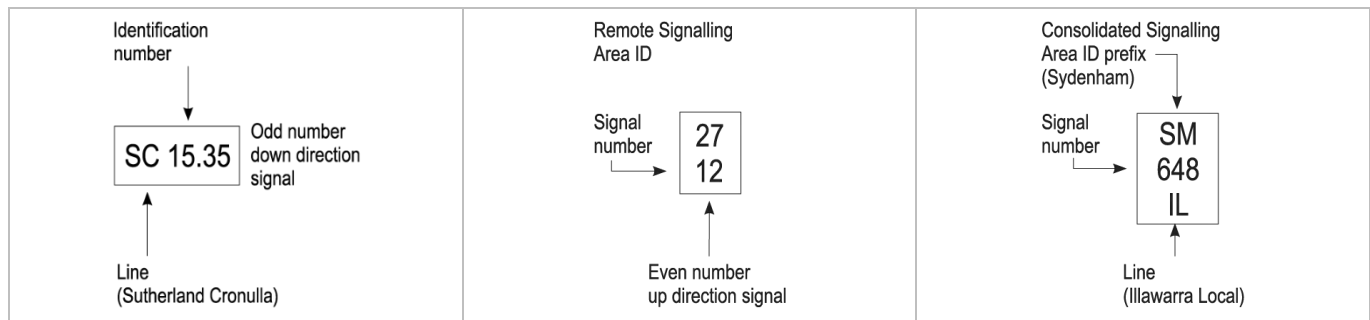 Identification
number
SC 15.35
Odd number
down direction
signal
Line
(Sutherland Cronulla)
Remote Signalling
Area ID
Signal
number
27
12
Even number
up direction signal
Consolidated Signalling
Area ID prefix
(Sydenham)
Signal
number
SM
648
IL
Line
(Illawarra Local)